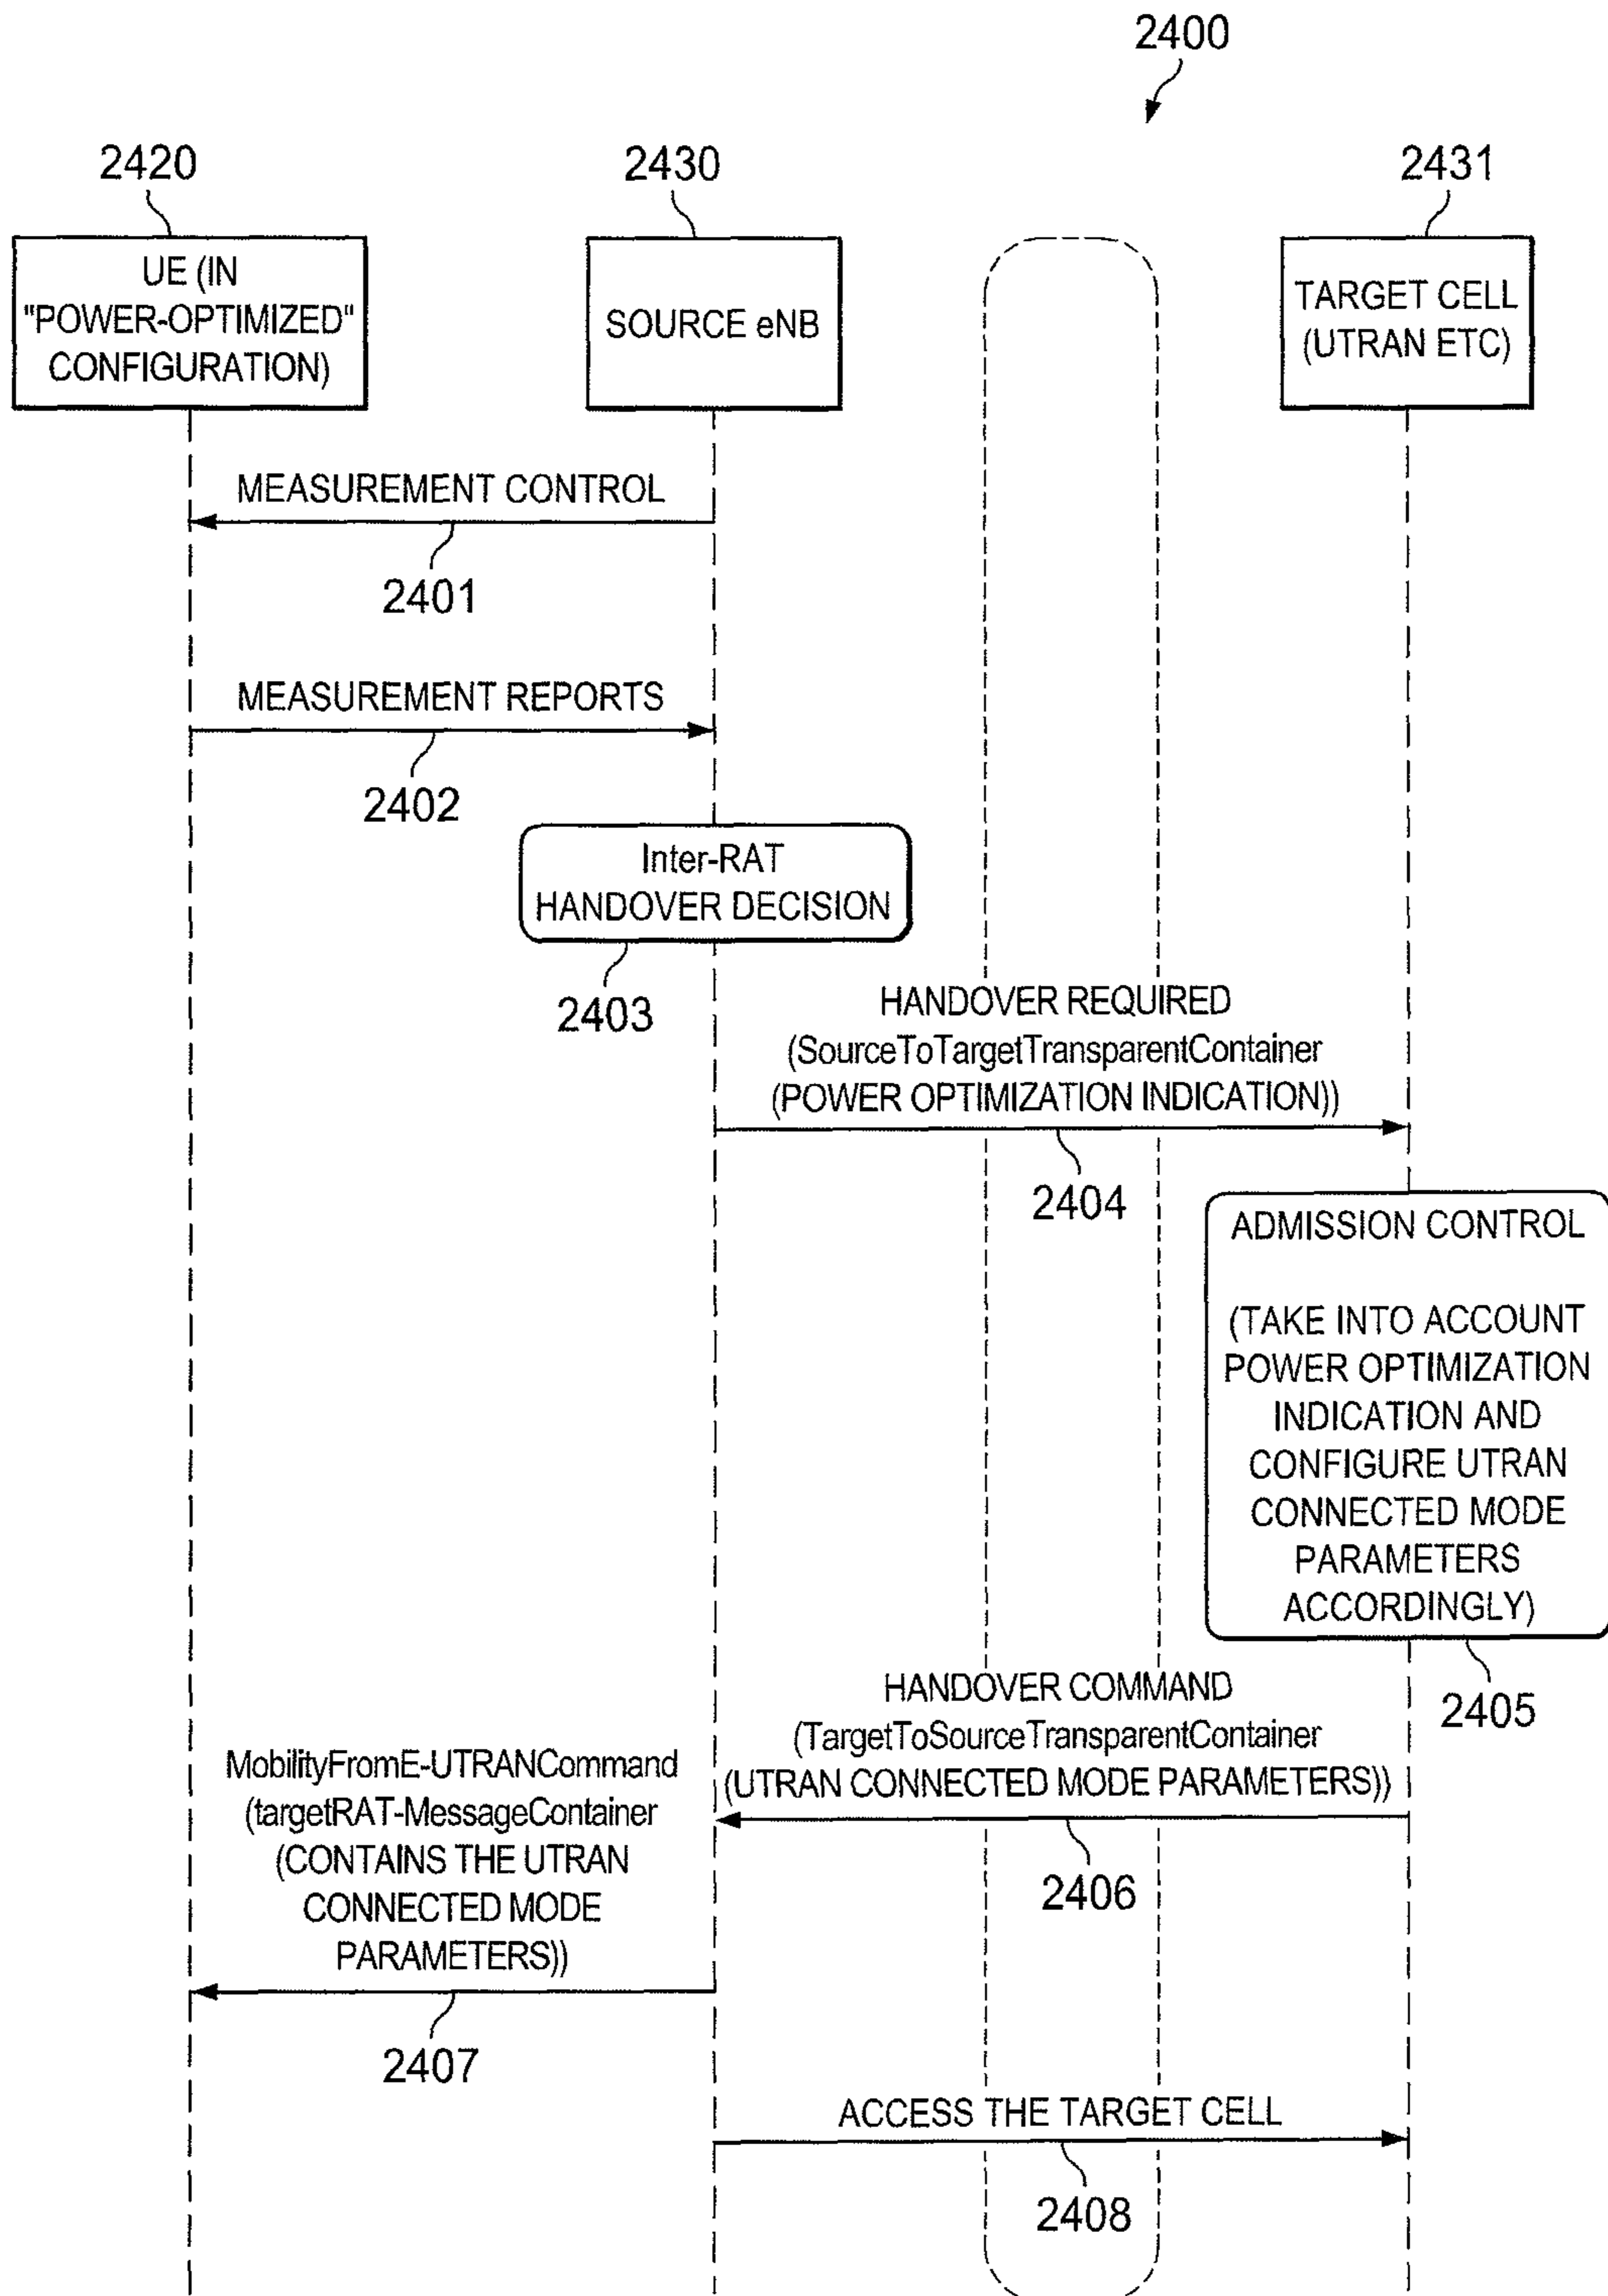 2400
2420
2430
2431
UE (IN
"POWER-OPTIMIZED"
CONFIGURATION)
SOURCE eNB
TARGET CELL
(UTRAN ETC)
MEASUREMENT CONTROL
2401
MEASUREMENT REPORTS
2402
Inter-RAT
HANDOVER DECISION
2403
HANDOVER REQUIRED
(SourceToTargetTransparentContainer
(POWER OPTIMIZATION INDICATION))
2404
ADMISSION CONTROL
(TAKE INTO ACCOUNT
POWER OPTIMIZATION
INDICATION AND
CONFIGURE UTRAN
CONNECTED MODE
PARAMETERS
ACCORDINGLY)
2405
HANDOVER COMMAND
(TargetToSourceTransparentContainer
(UTRAN CONNECTED MODE PARAMETERS))
2406
MobilityFromE-UTRANCommand
(targetRAT-MessageContainer
(CONTAINS THE UTRAN
CONNECTED MODE
PARAMETERS))
2407
ACCESS THE TARGET CELL
2408